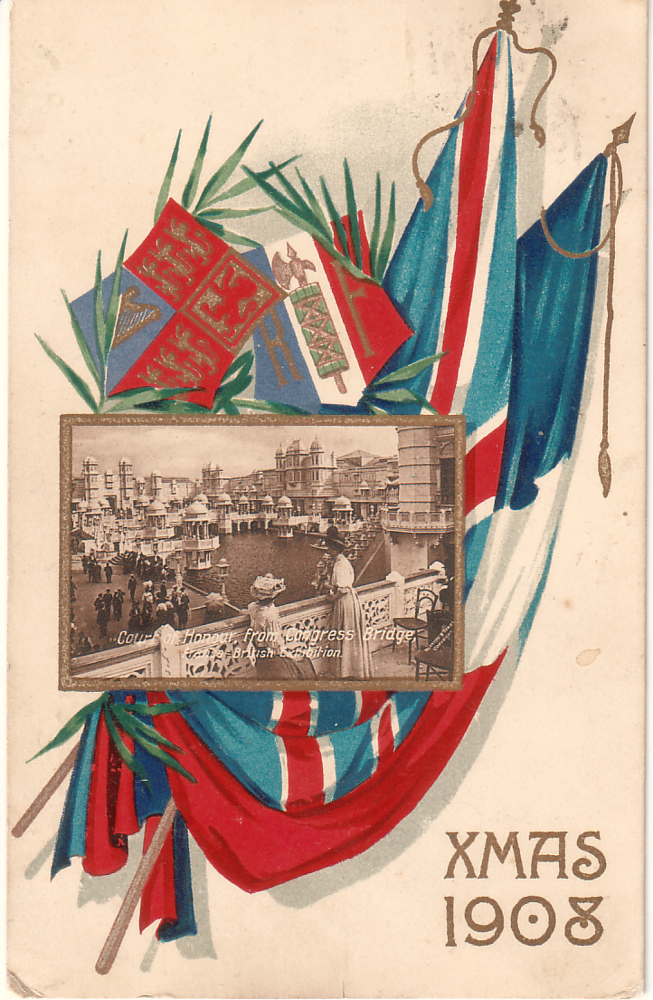 R F
Court of Honour, from Congress Bridge,
Franco-British Exhibition.
XMAS
1908